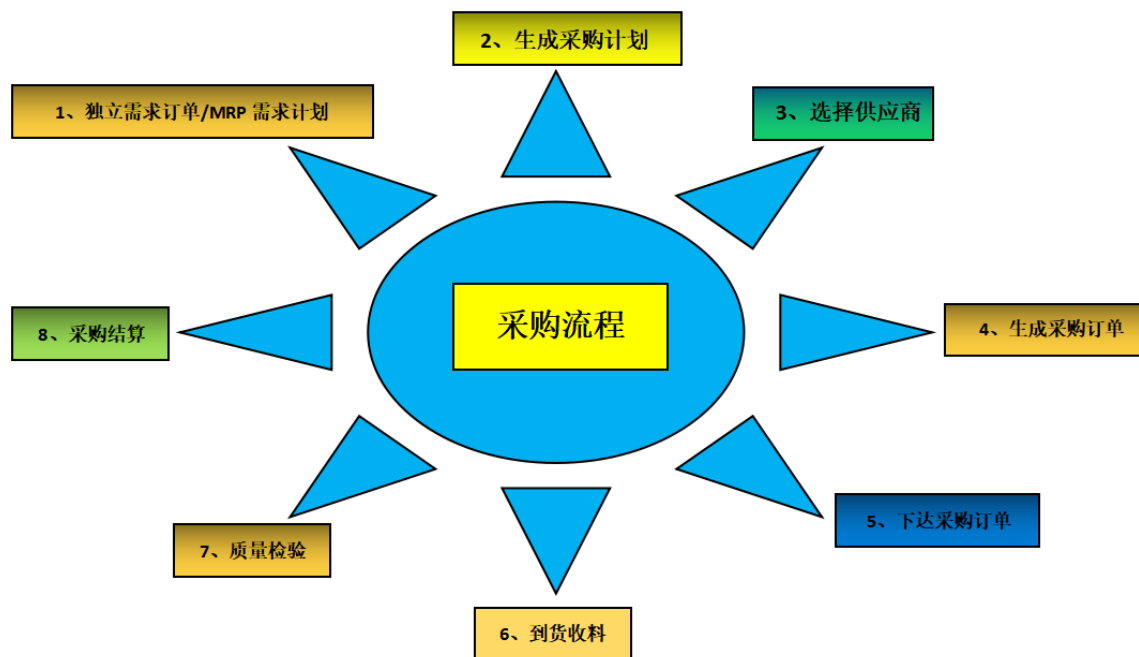 1、独立需求订单/MRP 需求计划
2、生成采购计划
3、选择供应商
4、生成采购订单
5、下达采购订单
6、到货收料
7、质量检验
8、采购结算
采购流程